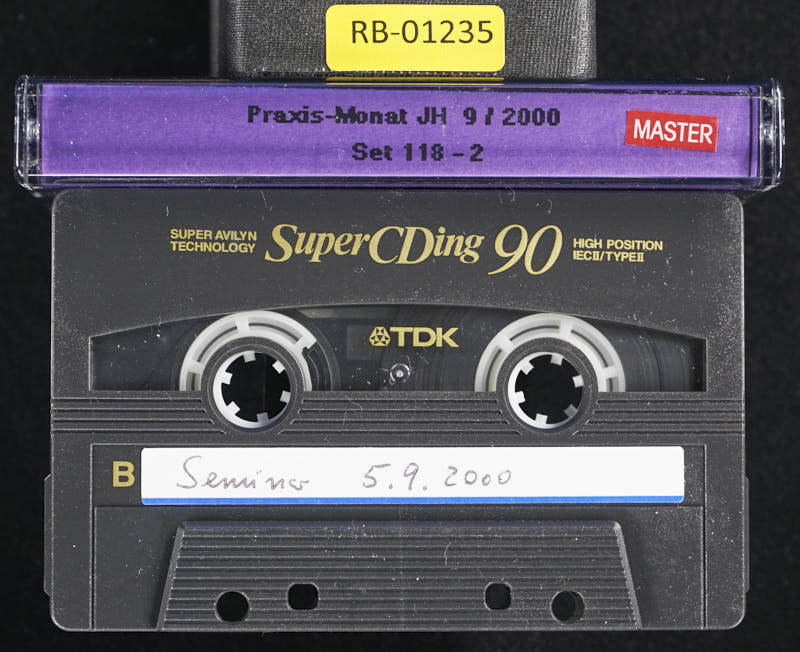 RB-01235
Praxis-Monat JH 9 / 2000
Set 118 - 2
MASTER
SUPER AVILYN
TECHNOLOGY
SuperCDing 90
HIGH POSITION
IECII/TYPEII
TDK
B
Seminar 5.9.2000